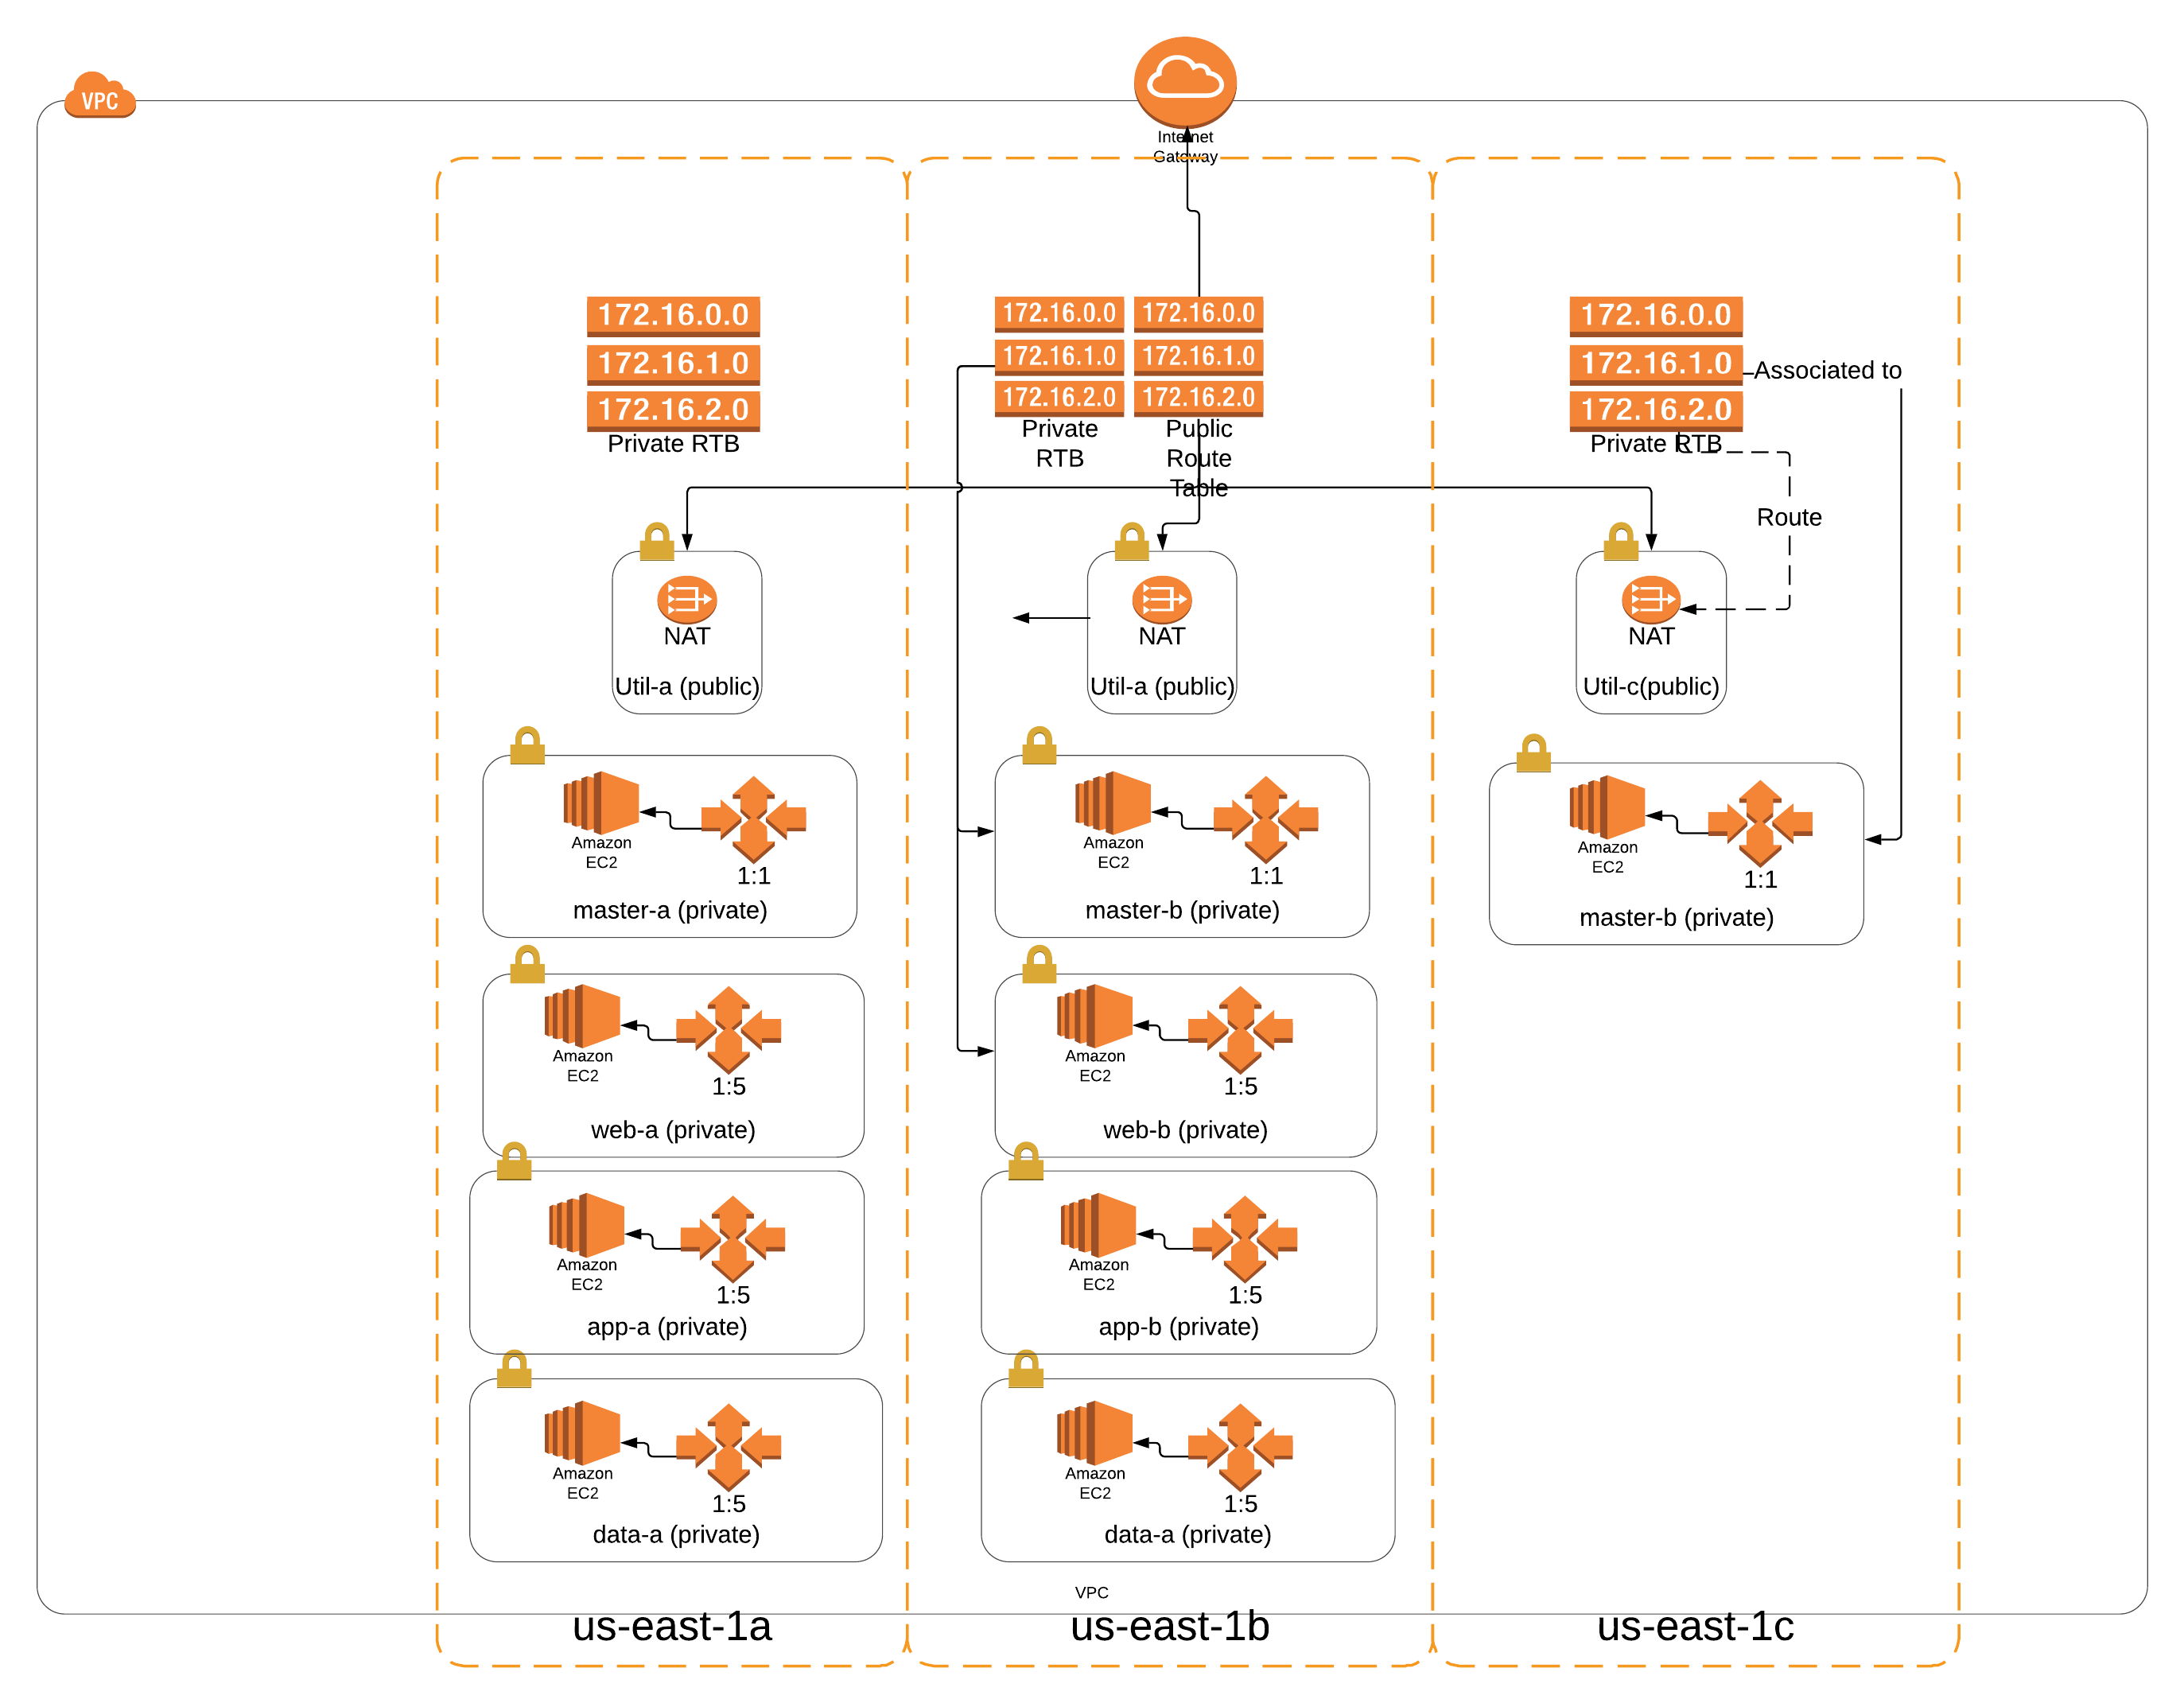 VPC
Internet
Gateway
172.16.0.0
172.16.1.0
172.16.2.0
Private RTB
172.16.0.0
172.16.1.0
172.16.2.0
Private
RTB
172.16.0.0
172.16.1.0
172.16.2.0
Public
Route
Table
172.16.0.0
172.16.1.0
172.16.2.0
Private RTB
Associated to
Route
NAT
Util-a (public)
NAT
Util-a (public)
NAT
Util-c(public)
Amazon
EC2
1:1
master-a (private)
Amazon
EC2
1:1
master-b (private)
Amazon
EC2
1:1
master-b (private)
Amazon
EC2
1:5
web-a (private)
Amazon
EC2
1:5
web-b (private)
Amazon
EC2
1:5
app-a (private)
Amazon
EC2
1:5
app-b (private)
Amazon
EC2
1:5
data-a (private)
Amazon
EC2
1:5
data-a (private)
VPC
us-east-1a
us-east-1b
us-east-1c